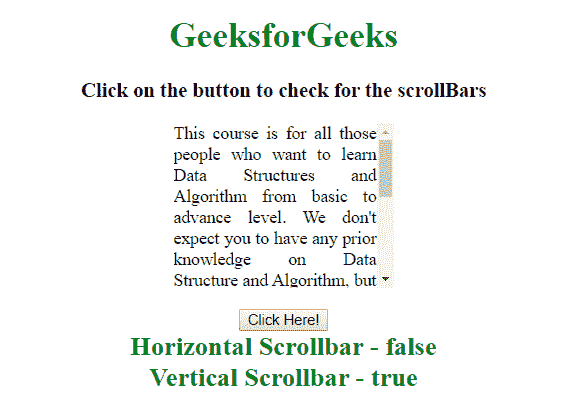 GeeksforGeeks
Click on the button to check for the scrollBars
This course is for all those
people who want to learn
Data Structures and
Algorithm from basic to
advance level. We don't
expect you to have any prior
knowledge on Data
Structure and Algorithm, but
Click Here!
Horizontal Scrollbar - false
Vertical Scrollbar - true